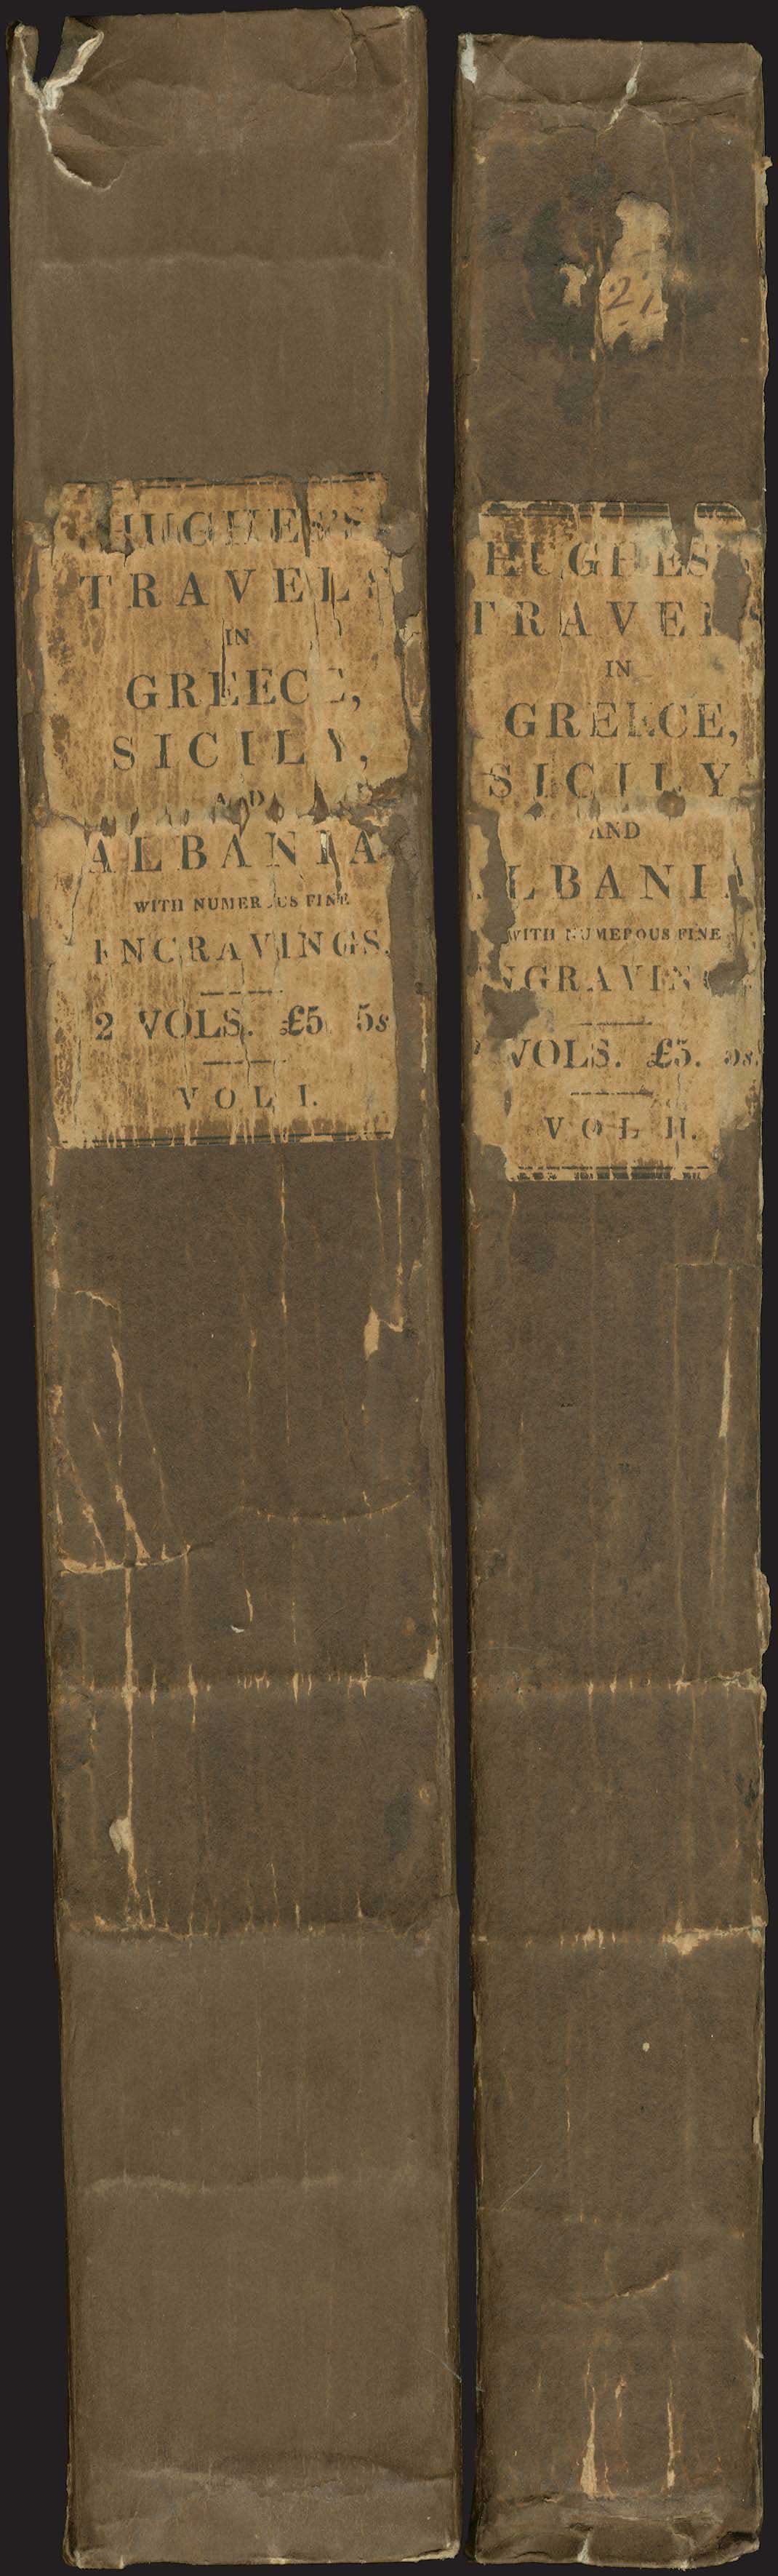 HUGHES'S
TRAVELS
IN
GREECE,
SICILY,
AND
ALBANIA
WITH NUMEROUS FINE
ENGRAVINGS.
2 VOLS. £5 5s
VOL I.
27
HUGHES'S
TRAVELS
IN
GREECE,
SICILY
AND
ALBANIA
WITH NUMEROUS FINE
ENGRAVINGS
2 VOLS. £5. 5s.
VOL II.